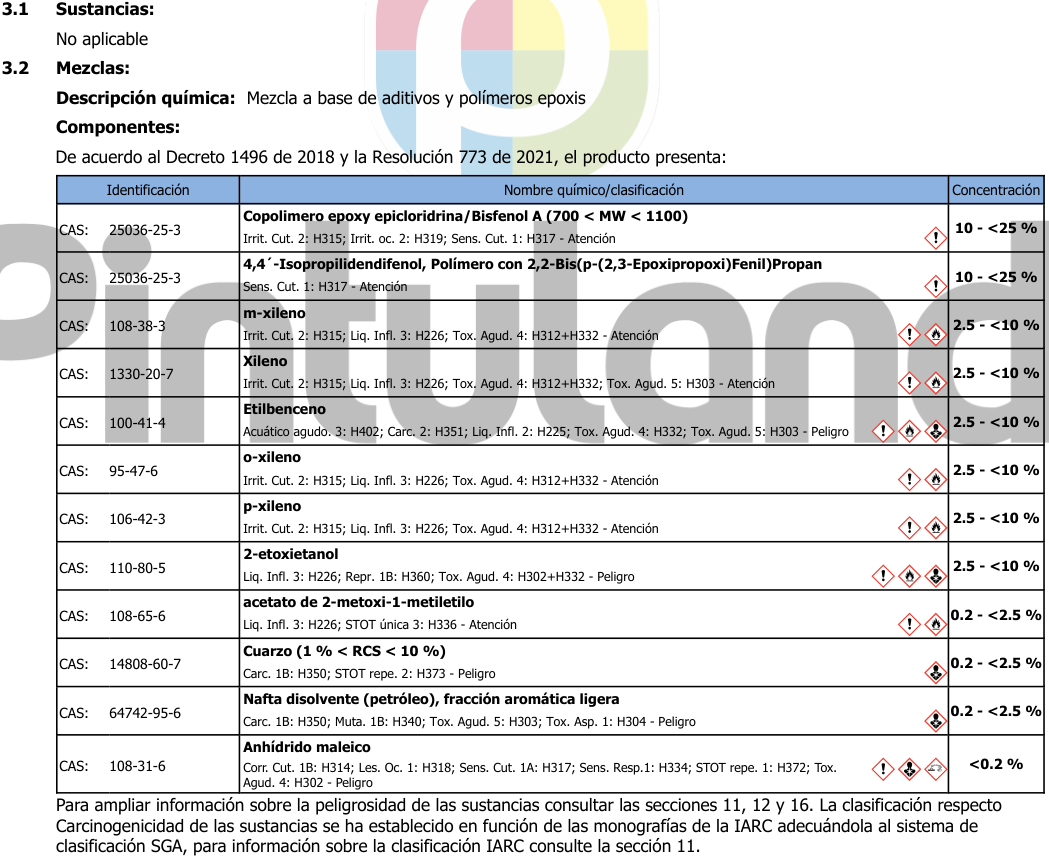 3.1 Sustancias:
No aplicable
3.2 Mezclas:
Descripción química: Mezcla a base de aditivos y polímeros epoxis
Componentes:
De acuerdo al Decreto 1496 de 2018 y la Resolución 773 de 2021, el producto presenta:
Identificación Nombre químico/clasificación Concentración
Copolimero epoxy epicloridrina/Bisfenol A (700 < MW < 1100)
CAS: 25036-25-3 10 - <25 %
Irrit. Cut. 2: H315; Irrit. oc. 2: H319; Sens. Cut. 1: H317 - Atención
4,4´-Isopropilidendifenol, Polímero con 2,2-Bis(p-(2,3-Epoxipropoxi)Fenil)Propan
CAS: 25036-25-3 10 - <25 %
Sens. Cut. 1: H317 - Atención
m-xileno
CAS: 108-38-3 2.5 - <10 %
Irrit. Cut. 2: H315; Liq. Infl. 3: H226; Tox. Agud. 4: H312+H332 - Atención
Xileno
CAS: 1330-20-7 2.5 - <10 %
Irrit. Cut. 2: H315; Liq. Infl. 3: H226; Tox. Agud. 4: H312+H332; Tox. Agud. 5: H303 - Atención
Etilbenceno
CAS: 100-41-4 2.5 - <10 %
Acuático agudo. 3: H402; Carc. 2: H351; Liq. Infl. 2: H225; Tox. Agud. 4: H332; Tox. Agud. 5: H303 - Peligro
o-xileno
CAS: 95-47-6 2.5 - <10 %
Irrit. Cut. 2: H315; Liq. Infl. 3: H226; Tox. Agud. 4: H312+H332 - Atención
p-xileno
CAS: 106-42-3 2.5 - <10 %
Irrit. Cut. 2: H315; Liq. Infl. 3: H226; Tox. Agud. 4: H312+H332 - Atención
2-etoxietanol
CAS: 110-80-5 2.5 - <10 %
Liq. Infl. 3: H226; Repr. 1B: H360; Tox. Agud. 4: H302+H332 - Peligro
acetato de 2-metoxi-1-metiletilo
CAS: 108-65-6 0.2 - <2.5 %
Liq. Infl. 3: H226; STOT única 3: H336 - Atención
Cuarzo (1 % < RCS < 10 %)
CAS: 14808-60-7 0.2 - <2.5 %
Carc. 1B: H350; STOT repe. 2: H373 - Peligro
Nafta disolvente (petróleo), fracción aromática ligera
CAS: 64742-95-6 0.2 - <2.5 %
Carc. 1B: H350; Muta. 1B: H340; Tox. Agud. 5: H303; Tox. Asp. 1: H304 - Peligro
Anhídrido maleico
CAS: 108-31-6 <0.2 %
Corr. Cut. 1B: H314; Les. Oc. 1: H318; Sens. Cut. 1A: H317; Sens. Resp.1: H334; STOT repe. 1: H372; Tox.
Agud. 4: H302 - Peligro
Para ampliar información sobre la peligrosidad de las sustancias consultar las secciones 11, 12 y 16. La clasificación respecto
Carcinogenicidad de las sustancias se ha establecido en función de las monografías de la IARC adecuándola al sistema de
clasificación SGA, para información sobre la clasificación IARC consulte la sección 11.
Pintuland